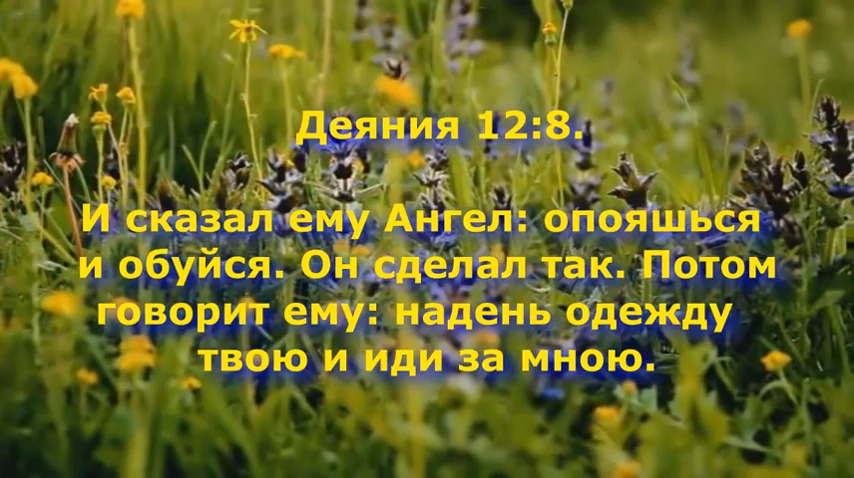 Деяния 12:8.
И сказал ему Ангел: опояшься
и обуйся. Он сделал так. Потом
говорит ему: надень одежду
твою и иди за мною.